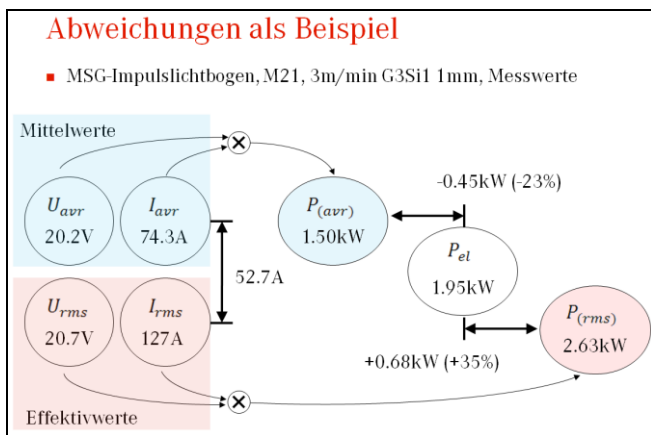 Abweichungen als Beispiel
MSG-Impulslichtbogen, M21, 3m/min G3Si1 1mm, Messwerte
Mittelwerte
U_avr
20.2V
I_avr
74.3A
P_(avr)
1.50kW
-0.45kW (-23%)
52.7A
P_el
1.95kW
U_rms
20.7V
I_rms
127A
P_(rms)
2.63kW
+0.68kW (+35%)
Effektivwerte